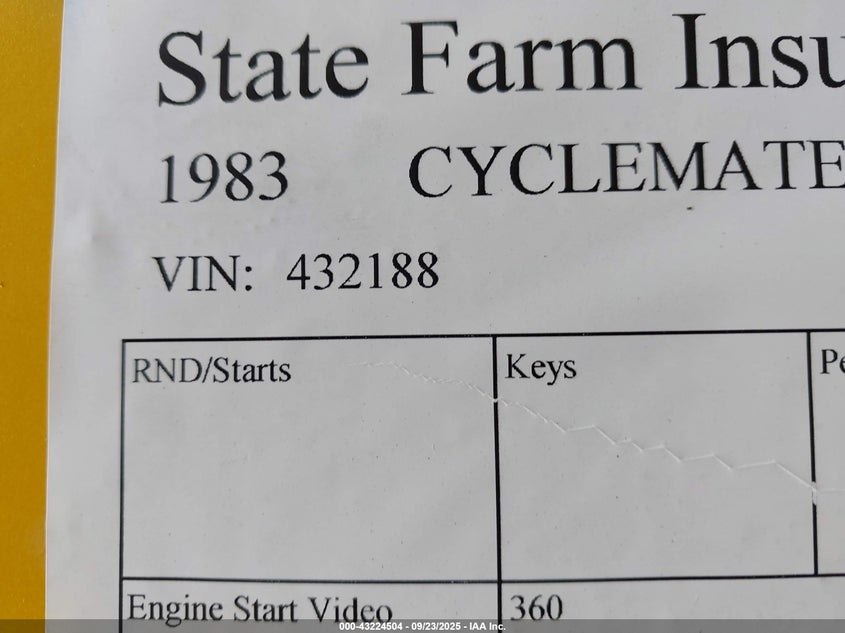 State Farm Insu
1983 CYCLEMATE
VIN: 432188
RND/Starts Keys Pe
Engine Start Video 360
000-43224504 - 09/23/2025 - IAA Inc.